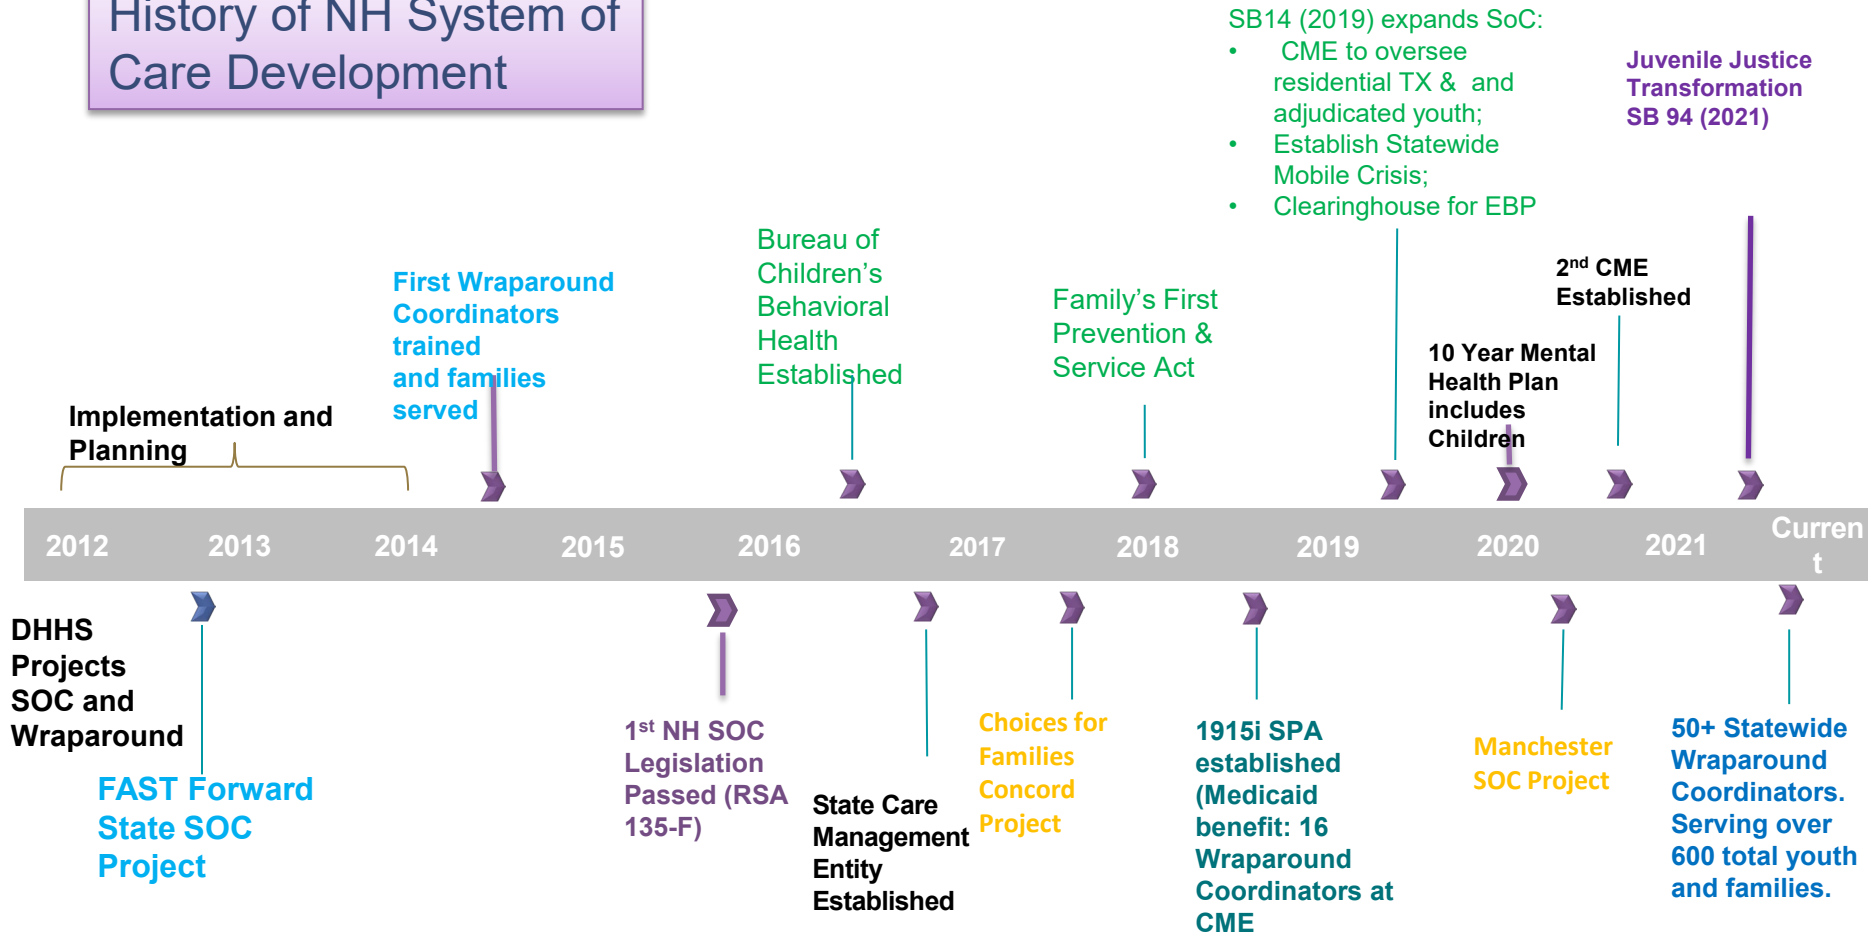 History of NH System of
Care Development
SB14 (2019) expands SoC:
• CME to oversee
residential TX & and
adjudicated youth;
• Establish Statewide
Mobile Crisis;
• Clearinghouse for EBP
Juvenile Justice
Transformation
SB 94 (2021)
Bureau of
Children’s
Behavioral
Health
Established
First Wraparound
Coordinators
trained
and families
served
Family’s First
Prevention &
Service Act
2nd CME
Established
10 Year Mental
Health Plan
includes
Children
Implementation and
Planning
2012
2013
2014
2015
2016
2017
2018
2019
2020
2021
Curren
t
DHHS
Projects
SOC and
Wraparound
FAST Forward
State SOC
Project
1st NH SOC
Legislation
Passed (RSA
135-F)
State Care
Management
Entity
Established
Choices for
Families
Concord
Project
1915i SPA
established
(Medicaid
benefit: 16
Wraparound
Coordinators at
CME
Manchester
SOC Project
50+ Statewide
Wraparound
Coordinators.
Serving over
600 total youth
and families.